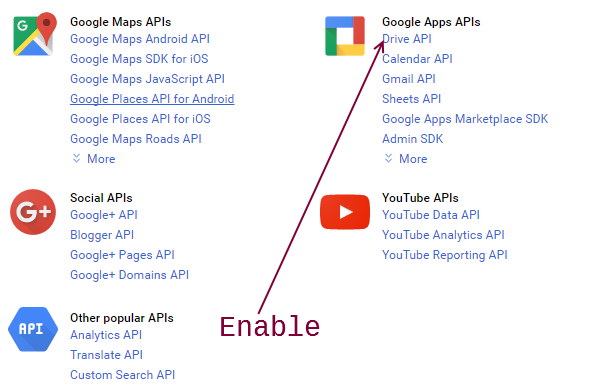 Google Maps APIs
Google Maps Android API
Google Maps SDK for iOS
Google Maps JavaScript API
Google Places API for Android
Google Places API for iOS
Google Maps Roads API
More
Google Apps APIs
Drive API
Calendar API
Gmail API
Sheets API
Google Apps Marketplace SDK
Admin SDK
More
G+
Social APIs
Google+ API
Blogger API
Google+ Pages API
Google+ Domains API
YouTube APIs
YouTube Data API
YouTube Analytics API
YouTube Reporting API
API
Other popular APIs
Analytics API
Translate API
Custom Search API
Enable